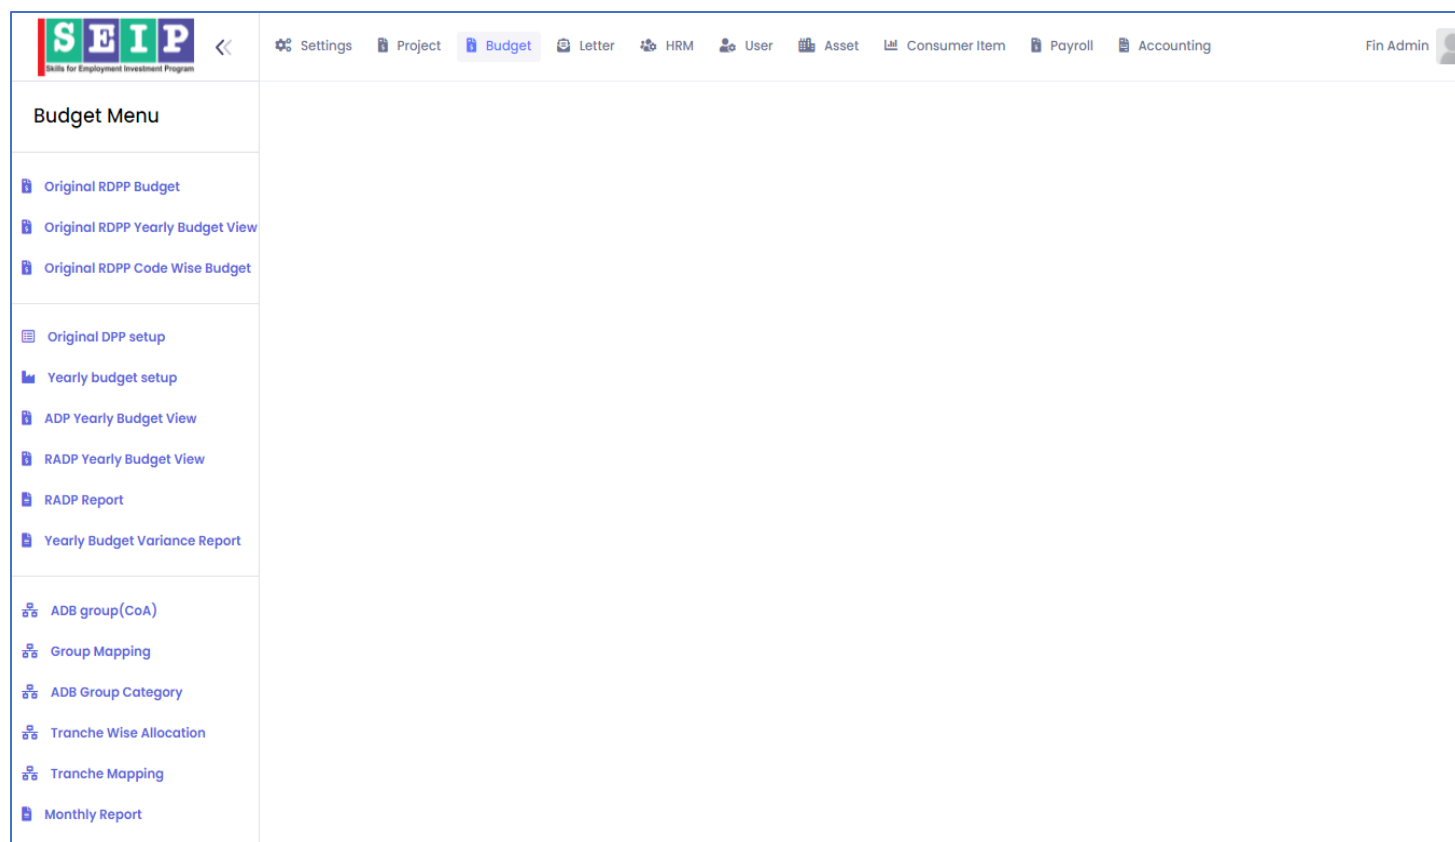 SEIP
Skills for Employment Investment Program
Settings Project Budget Letter HRM User Asset Consumer Item Payroll Accounting Fin Admin
Budget Menu
Original RDPP Budget
Original RDPP Yearly Budget View
Original RDPP Code Wise Budget
Original DPP setup
Yearly budget setup
ADP Yearly Budget View
RADP Yearly Budget View
RADP Report
Yearly Budget Variance Report
ADB group(CoA)
Group Mapping
ADB Group Category
Tranche Wise Allocation
Tranche Mapping
Monthly Report